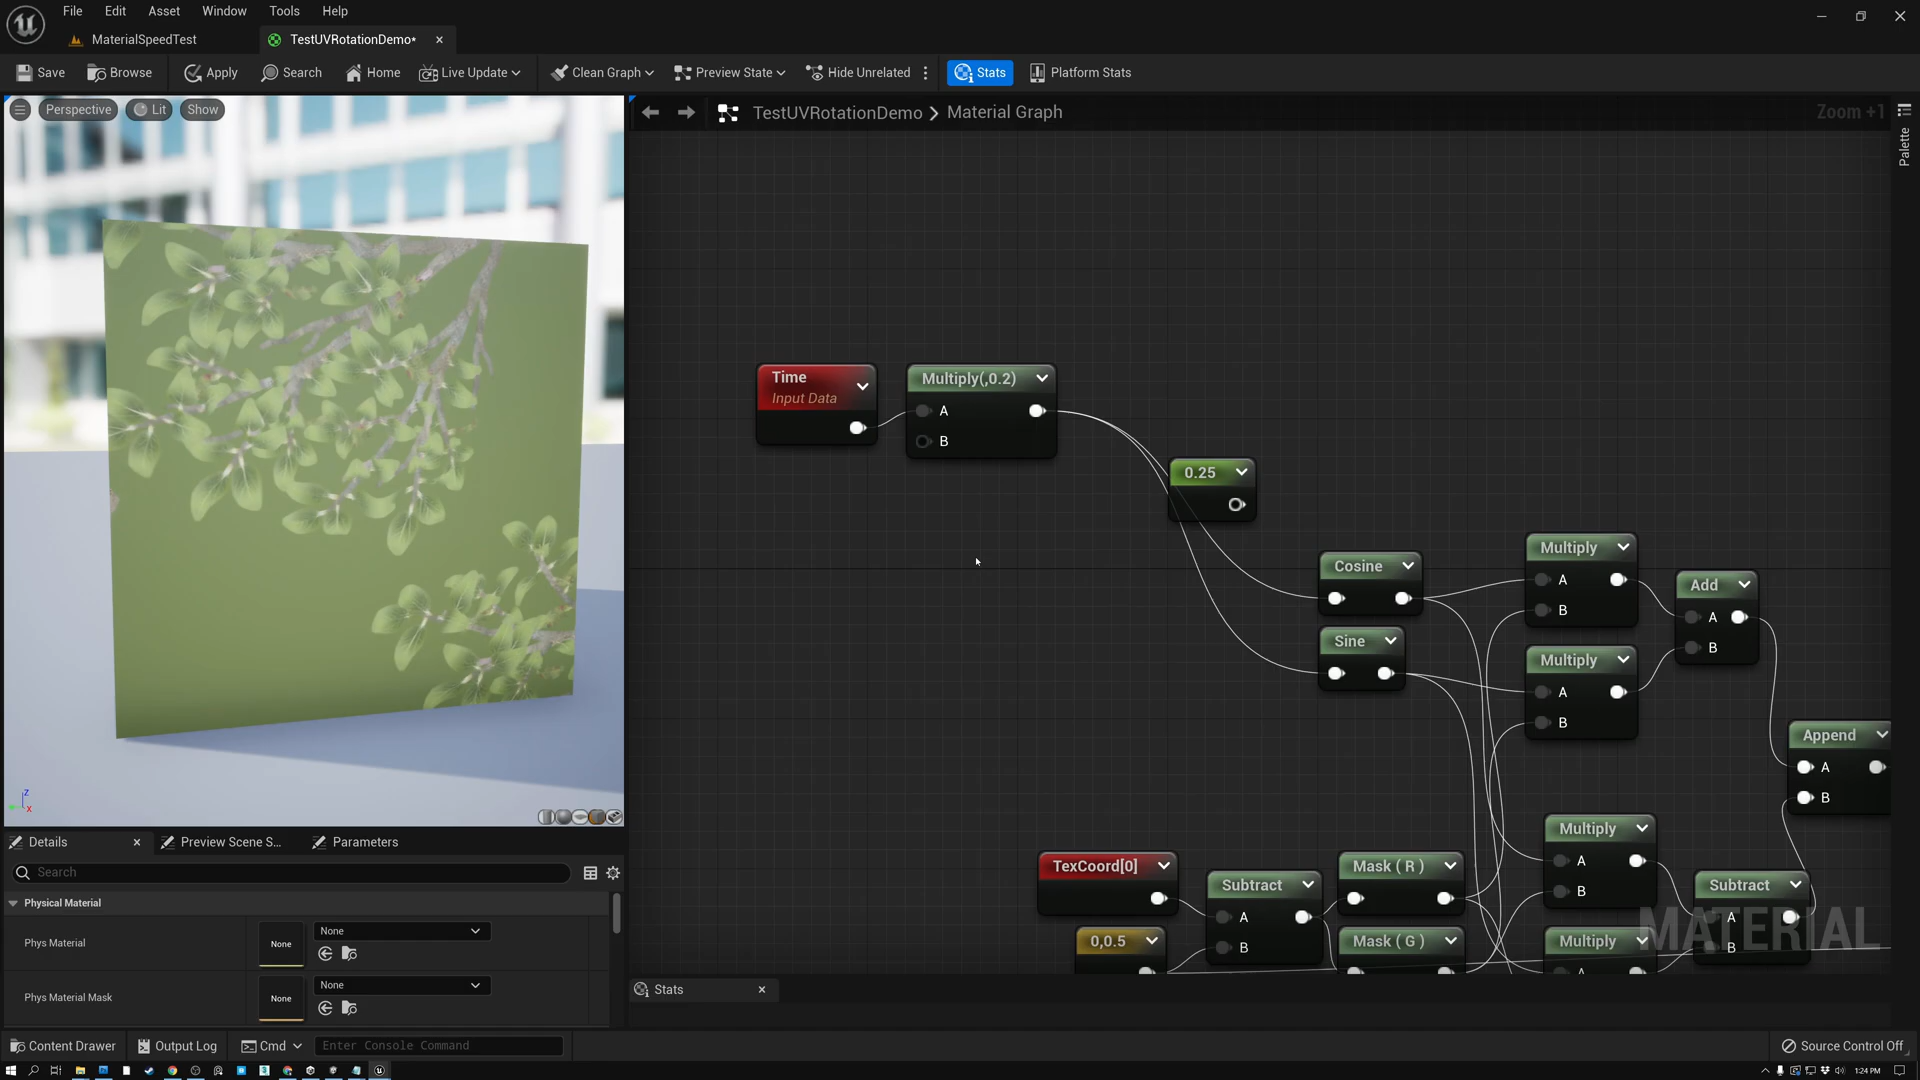 File Edit Asset Window Tools Help
MaterialSpeedTest
TestUVRotationDemo*
Save Browse Apply Search Home Live Update Clean Graph Preview State Hide Unrelated Stats Platform Stats
Perspective Lit Show
TestUVRotationDemo > Material Graph
Zoom +1
Palette
Time
Input Data
Multiply(,0.2)
A
B
0.25
Cosine
Sine
Multiply
A
B
Multiply
A
B
Add
A
B
Append
A
B
TexCoord[0]
Subtract
A
B
0,0.5
Mask ( R )
Mask ( G )
Multiply
A
B
Multiply
A
Subtract
A
B
MATERIAL
z
x
Details
Preview Scene S...
Parameters
Search
Physical Material
Phys Material
None
None
Phys Material Mask
None
None
Stats
Content Drawer
Output Log
Cmd
Enter Console Command
Source Control Off
1:24 PM